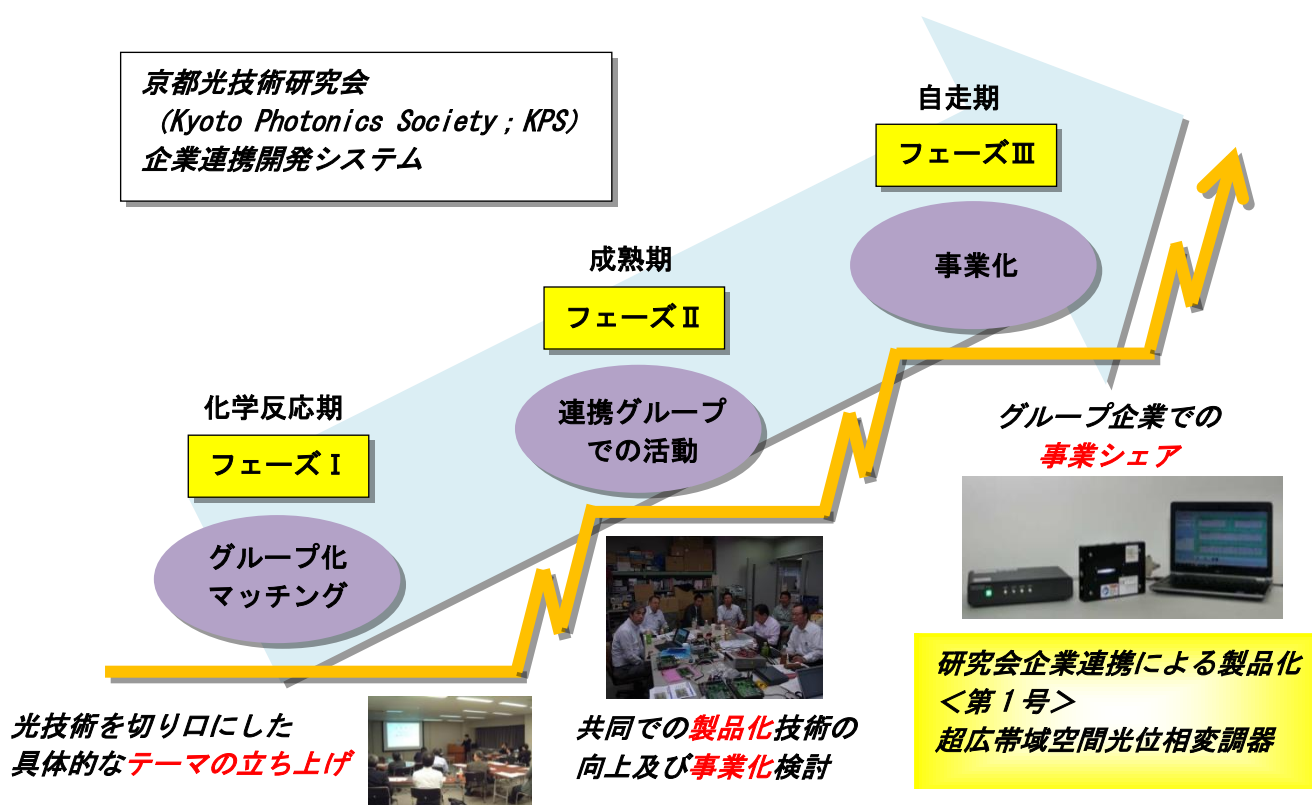 京都光技術研究会
（Kyoto Photonics Society；KPS）
企業連携開発システム
自走期
フェーズⅢ
事業化
成熟期
フェーズⅡ
連携グループ
での活動
化学反応期
フェーズⅠ
グループ化
マッチング
グループ企業での
事業シェア
光技術を切り口にした
具体的なテーマの立ち上げ
共同での製品化技術の
向上及び事業化検討
研究会企業連携による製品化
＜第１号＞
超広帯域空間光位相変調器